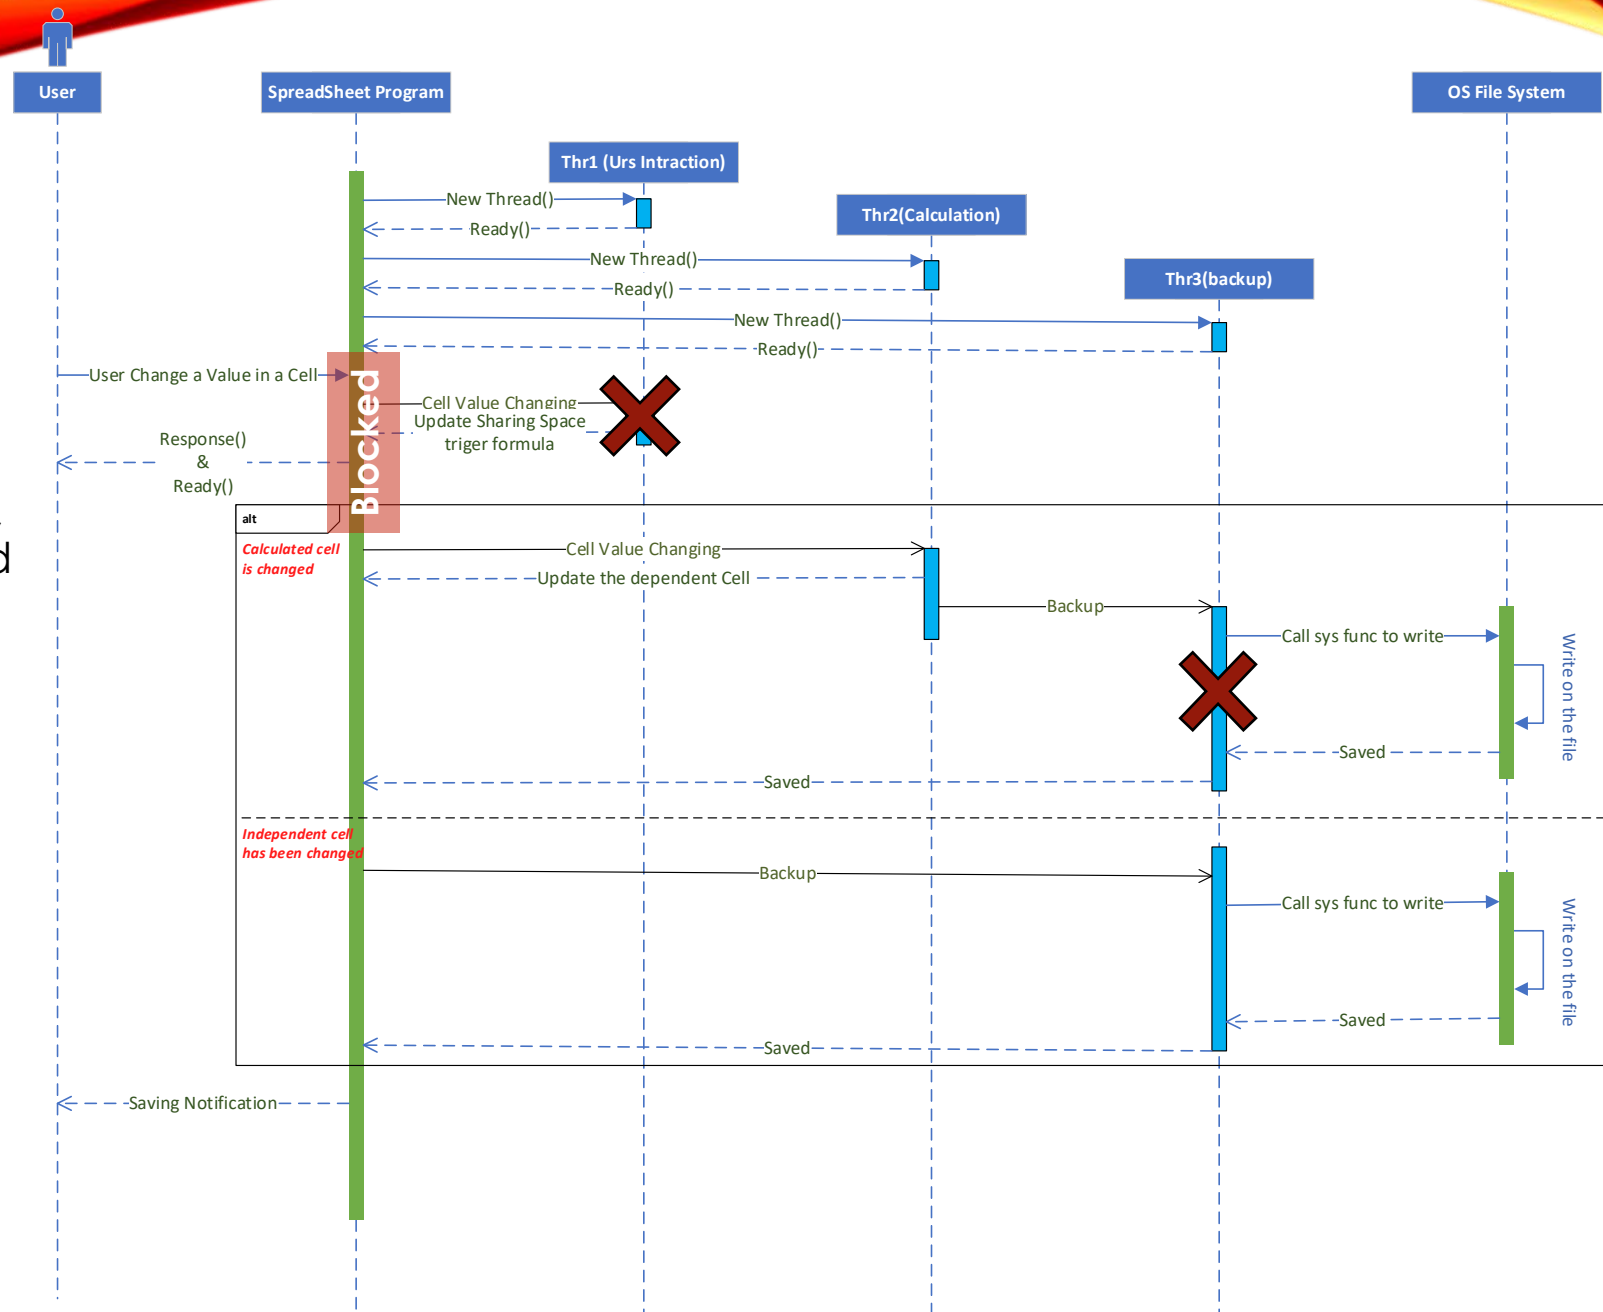 User
SpreadSheet Program
OS File System
Thr1 (Urs Intraction)
Thr2(Calculation)
Thr3(backup)
New Thread()
Ready()
New Thread()
Ready()
New Thread()
Ready()
User Change a Value in a Cell
Blocked
Cell Value Changing
Update Sharing Space
triger formula
Response()
&
Ready()
alt
d
Calculated cell
is changed
Cell Value Changing
Update the dependent Cell
Backup
Call sys func to write
Write on the file
Saved
Saved
Independent cell
has been changed
Backup
Call sys func to write
Write on the file
Saved
Saved
Saving Notification